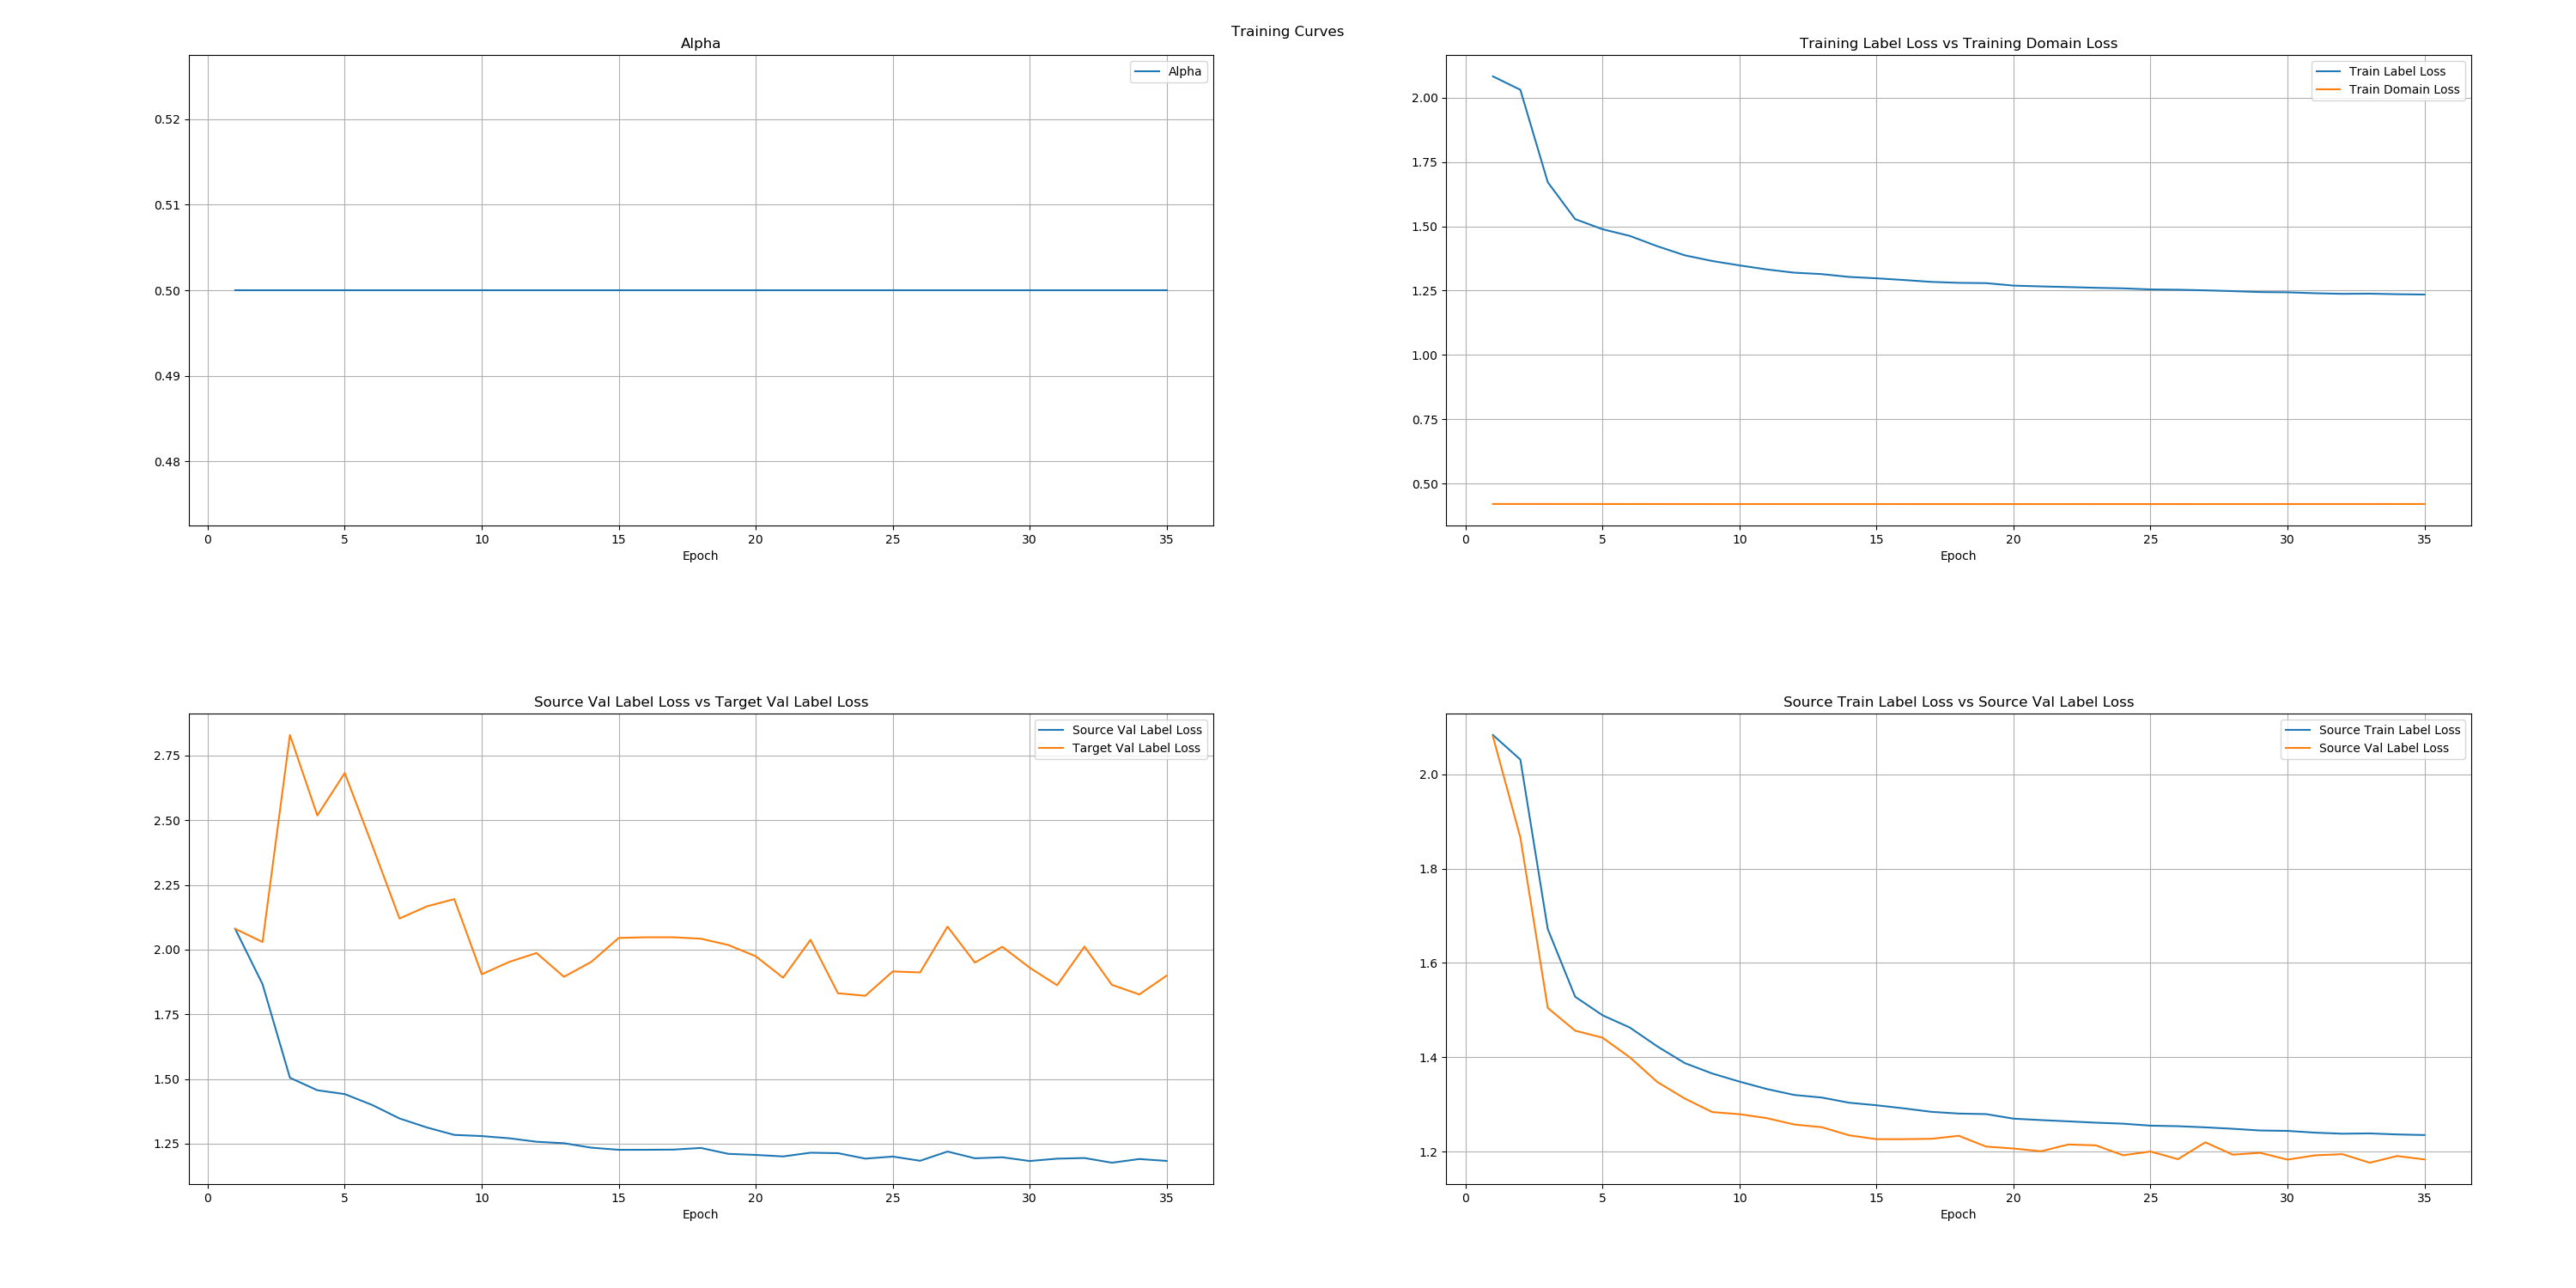 Training Curves
Alpha
Alpha
0.52
0.51
0.50
0.49
0.48
0 5 10 15 20 25 30 35
Epoch
Training Label Loss vs Training Domain Loss
Train Label Loss
Train Domain Loss
2.00
1.75
1.50
1.25
1.00
0.75
0.50
0 5 10 15 20 25 30 35
Epoch
Source Val Label Loss vs Target Val Label Loss
Source Val Label Loss
Target Val Label Loss
2.75
2.50
2.25
2.00
1.75
1.50
1.25
0 5 10 15 20 25 30 35
Epoch
Source Train Label Loss vs Source Val Label Loss
Source Train Label Loss
Source Val Label Loss
2.0
1.8
1.6
1.4
1.2
0 5 10 15 20 25 30 35
Epoch